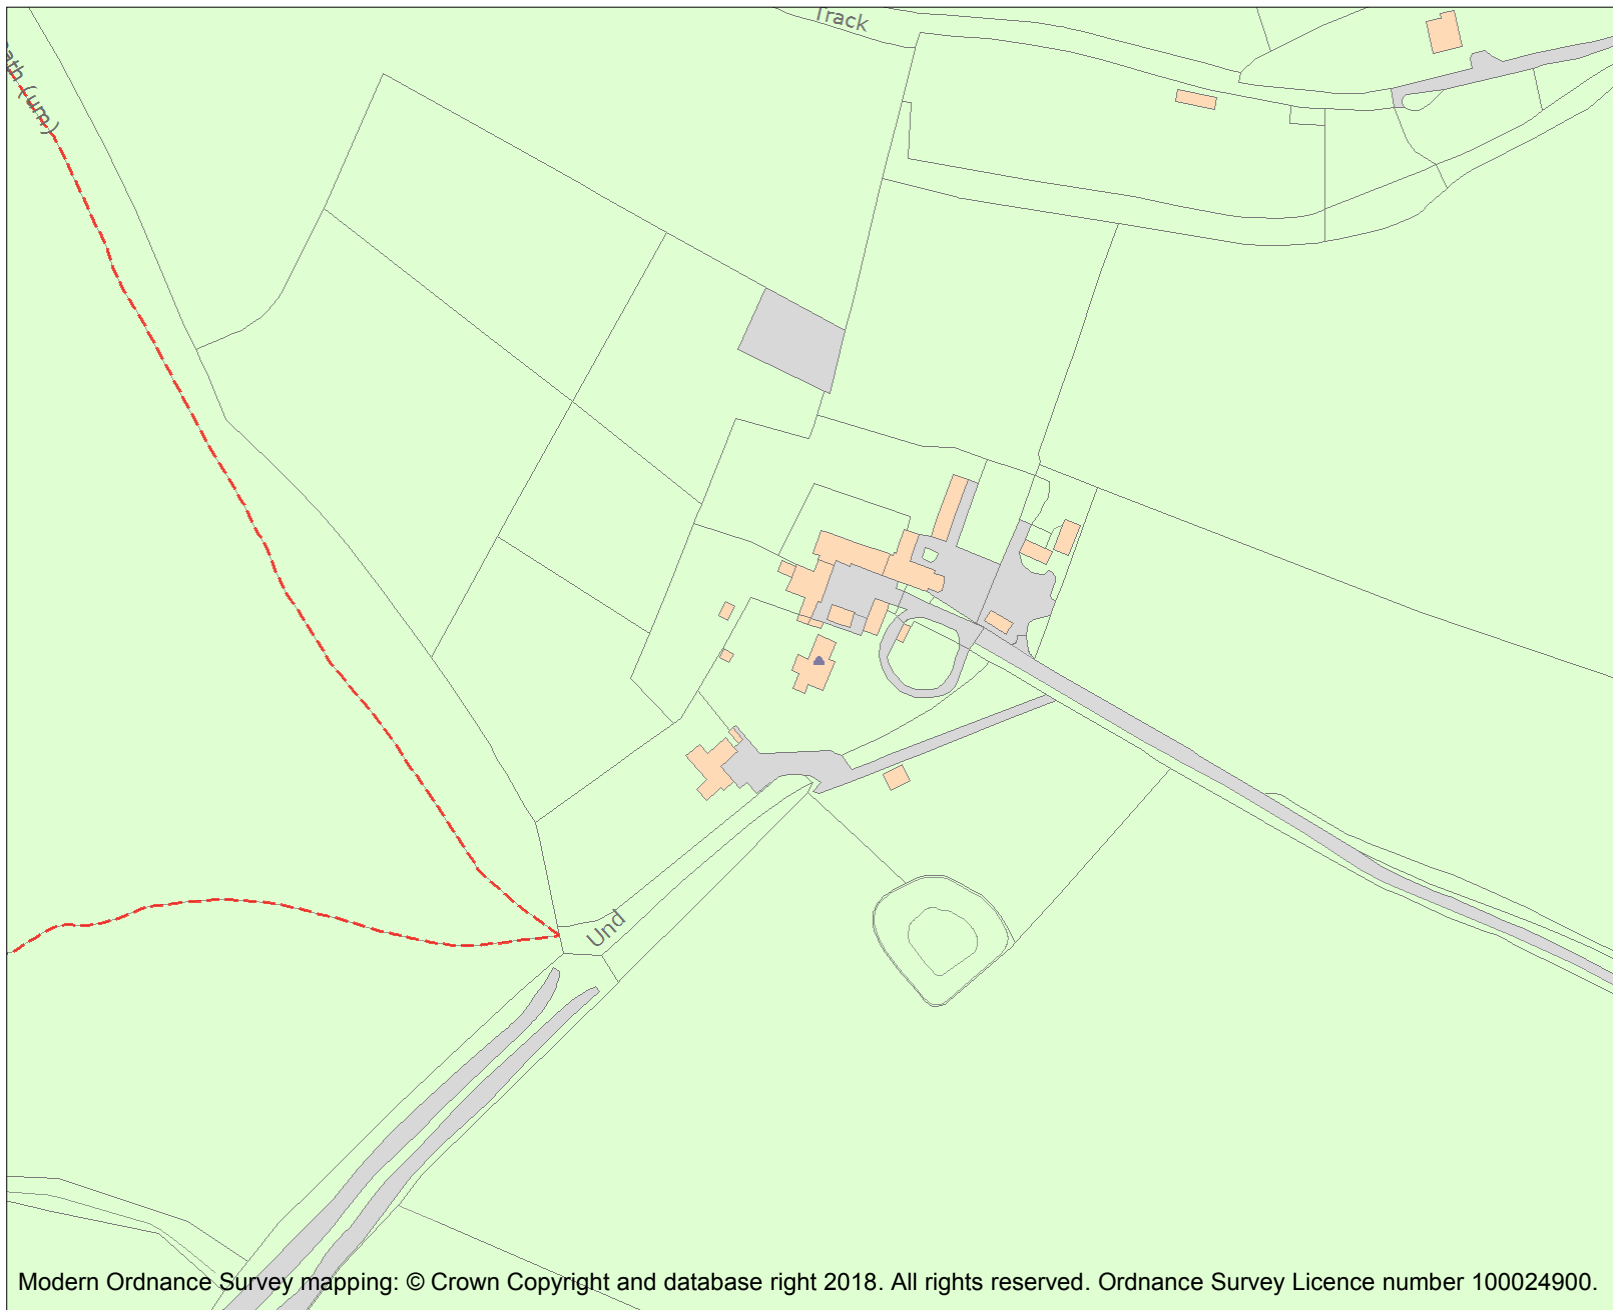 Track
ath (um)
Und
Modern Ordnance Survey mapping: © Crown Copyright and database right 2018. All rights reserved. Ordnance Survey Licence number 100024900.